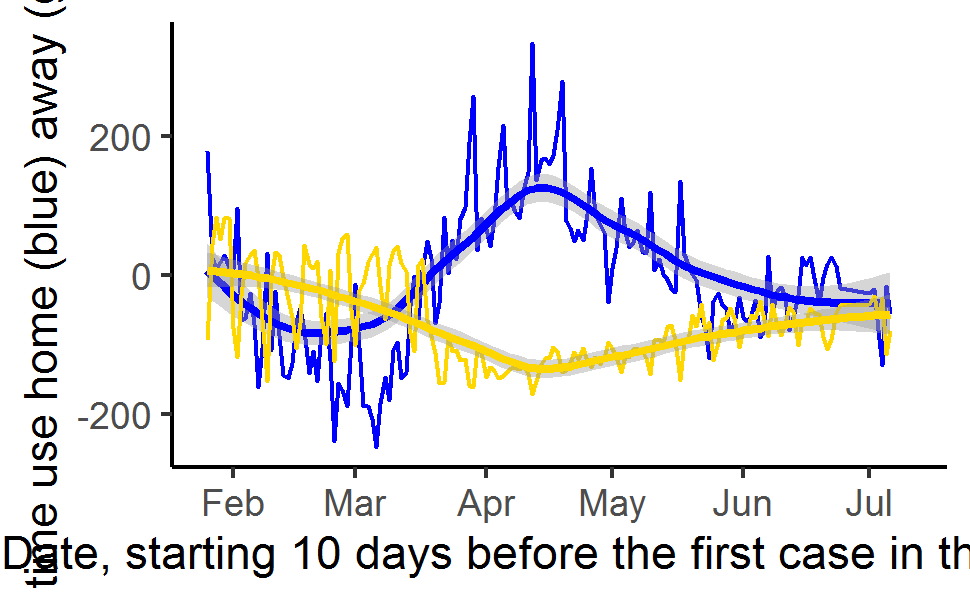 time use home (blue) away (
200
0
-200
Feb Mar Apr May Jun Jul
Date, starting 10 days before the first case in th